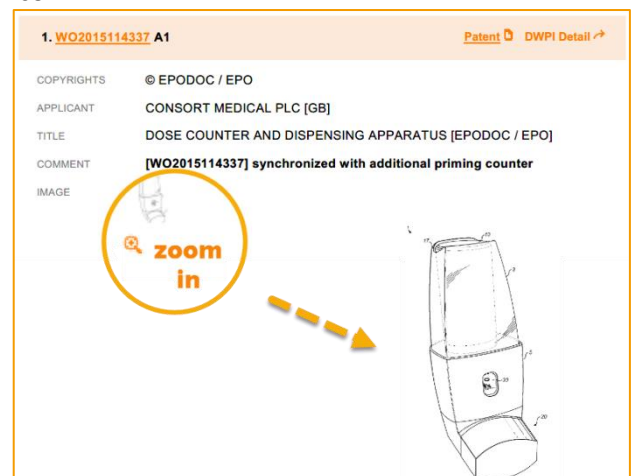 1. WO2015114337 A1 Patent DWPI Detail
COPYRIGHTS © EPODOC / EPO
APPLICANT CONSORT MEDICAL PLC [GB]
TITLE DOSE COUNTER AND DISPENSING APPARATUS [EPODOC / EPO]
COMMENT [WO2015114337] synchronized with additional priming counter
IMAGE
zoom
in